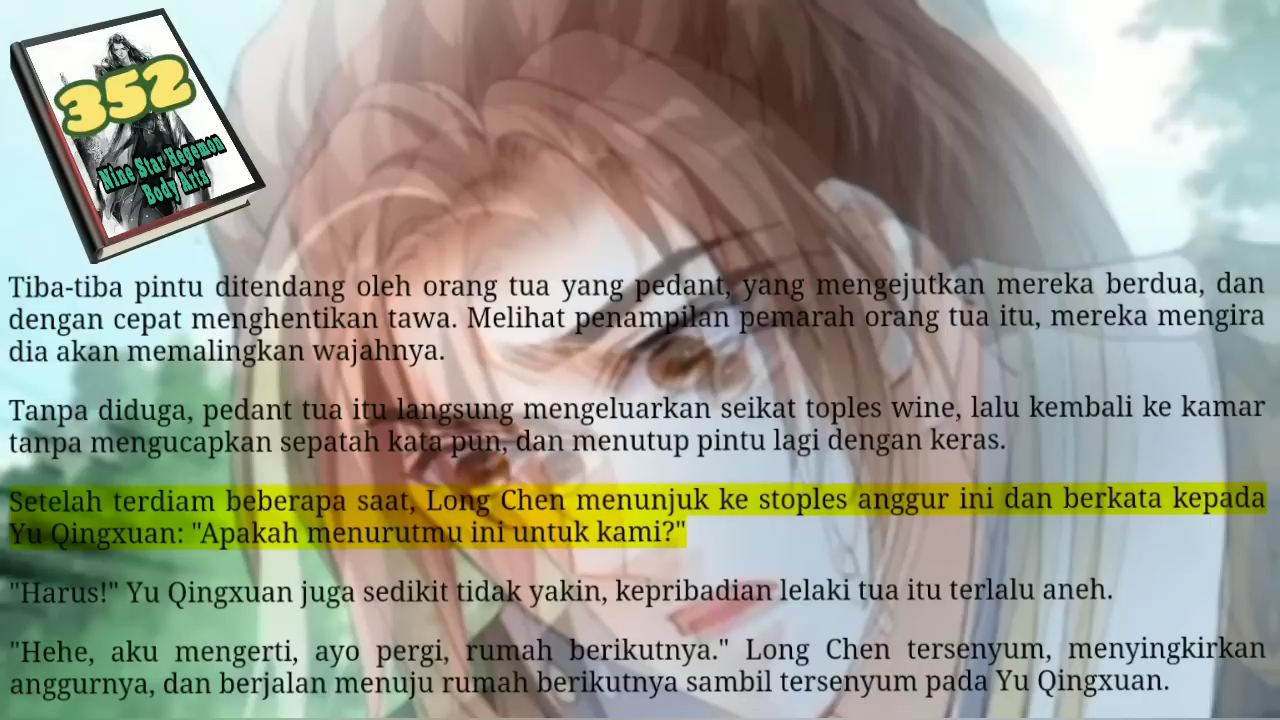 352
Nine Star Hegemon
Body Arts
Tiba-tiba pintu ditendang oleh orang tua yang pedant, yang mengejutkan mereka berdua, dan
dengan cepat menghentikan tawa. Melihat penampilan pemarah orang tua itu, mereka mengira
dia akan memalingkan wajahnya.
Tanpa diduga, pedant tua itu langsung mengeluarkan seikat toples wine, lalu kembali ke kamar
tanpa mengucapkan sepatah kata pun, dan menutup pintu lagi dengan keras.
Setelah terdiam beberapa saat, Long Chen menunjuk ke stoples anggur ini dan berkata kepada
Yu Qingxuan: "Apakah menurutmu ini untuk kami?"
"Harus!" Yu Qingxuan juga sedikit tidak yakin, kepribadian lelaki tua itu terlalu aneh.
"Hehe, aku mengerti, ayo pergi, rumah berikutnya." Long Chen tersenyum, menyingkirkan
anggurnya, dan berjalan menuju rumah berikutnya sambil tersenyum pada Yu Qingxuan.